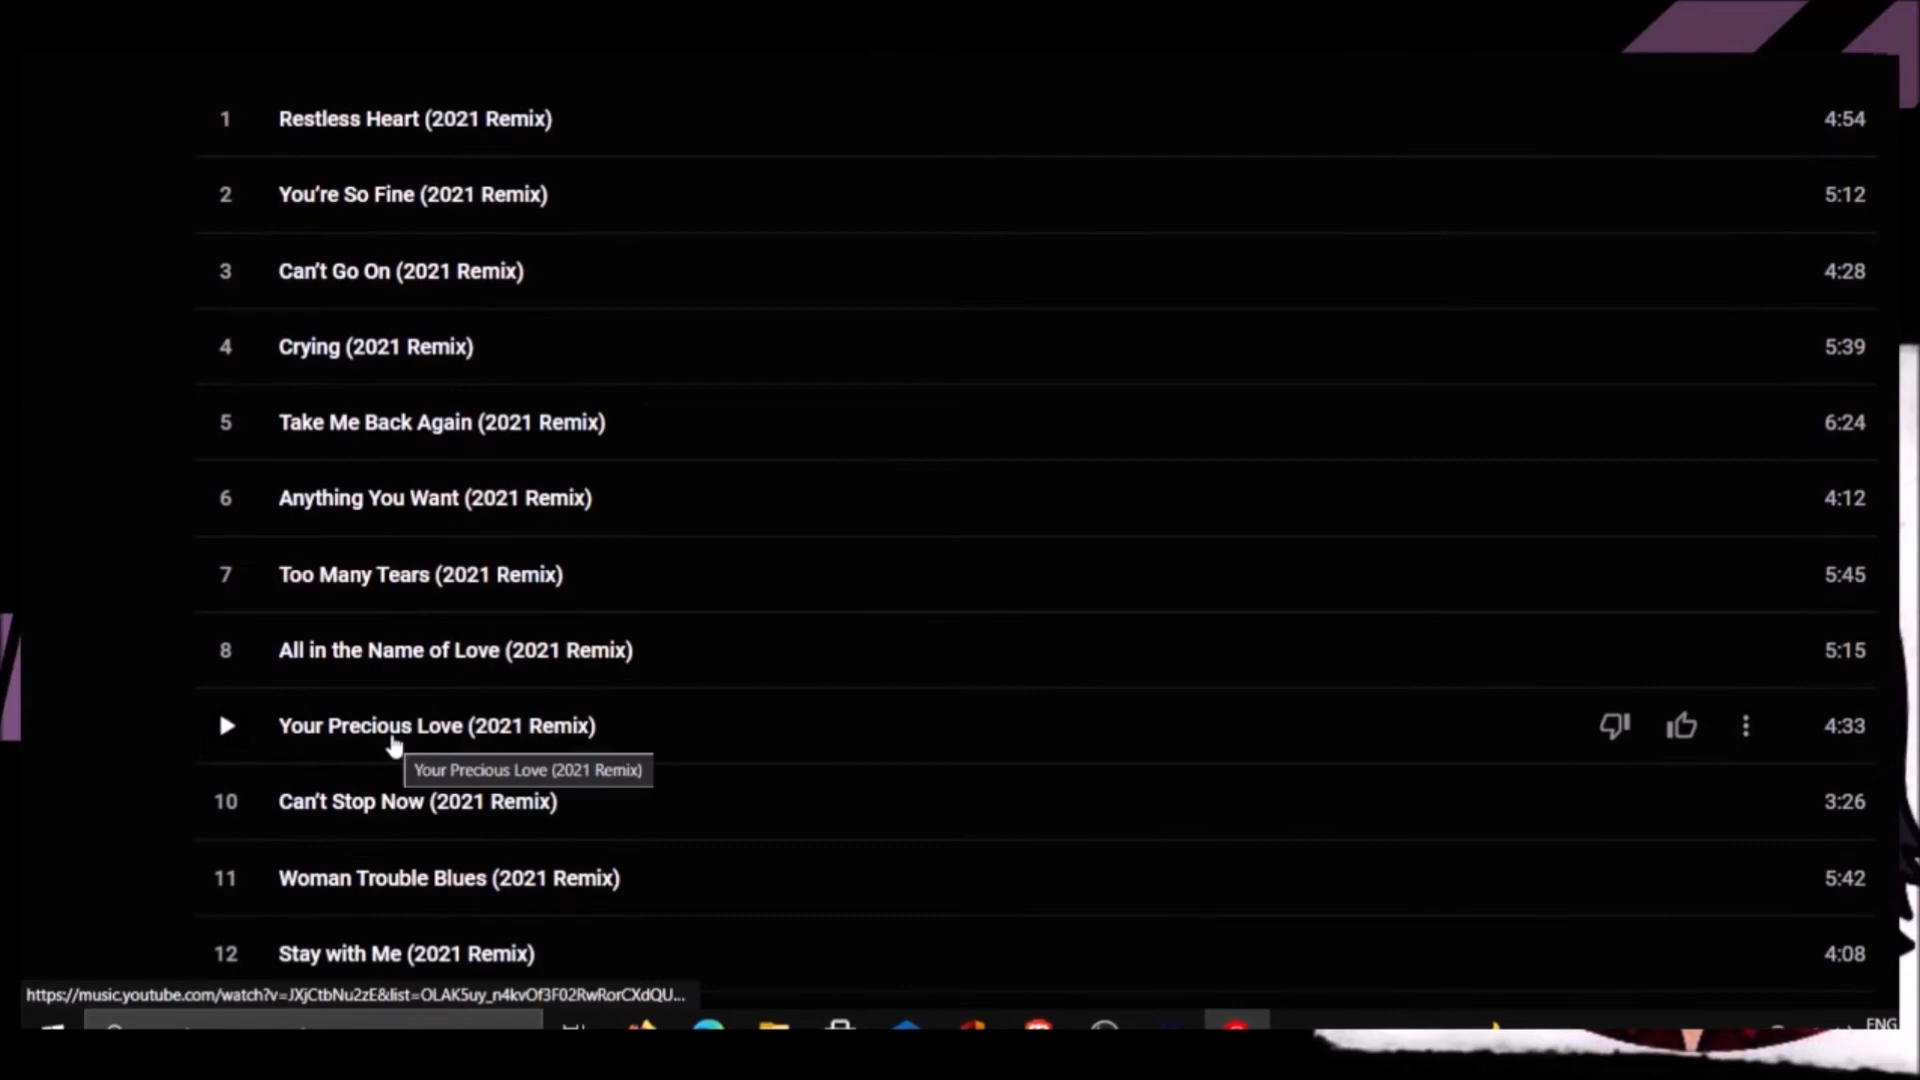 1 Restless Heart (2021 Remix) 4:54
2 You're So Fine (2021 Remix) 5:12
3 Can't Go On (2021 Remix) 4:28
4 Crying (2021 Remix) 5:39
5 Take Me Back Again (2021 Remix) 6:24
6 Anything You Want (2021 Remix) 4:12
7 Too Many Tears (2021 Remix) 5:45
8 All in the Name of Love (2021 Remix) 5:15
Your Precious Love (2021 Remix) 4:33
Your Precious Love (2021 Remix)
10 Can't Stop Now (2021 Remix) 3:26
11 Woman Trouble Blues (2021 Remix) 5:42
12 Stay with Me (2021 Remix) 4:08
https://music.youtube.com/watch?v=JXjCtbNu2zE&list=OLAK5uy_n4kvOf3F02RwRorCXdQU...
ENG